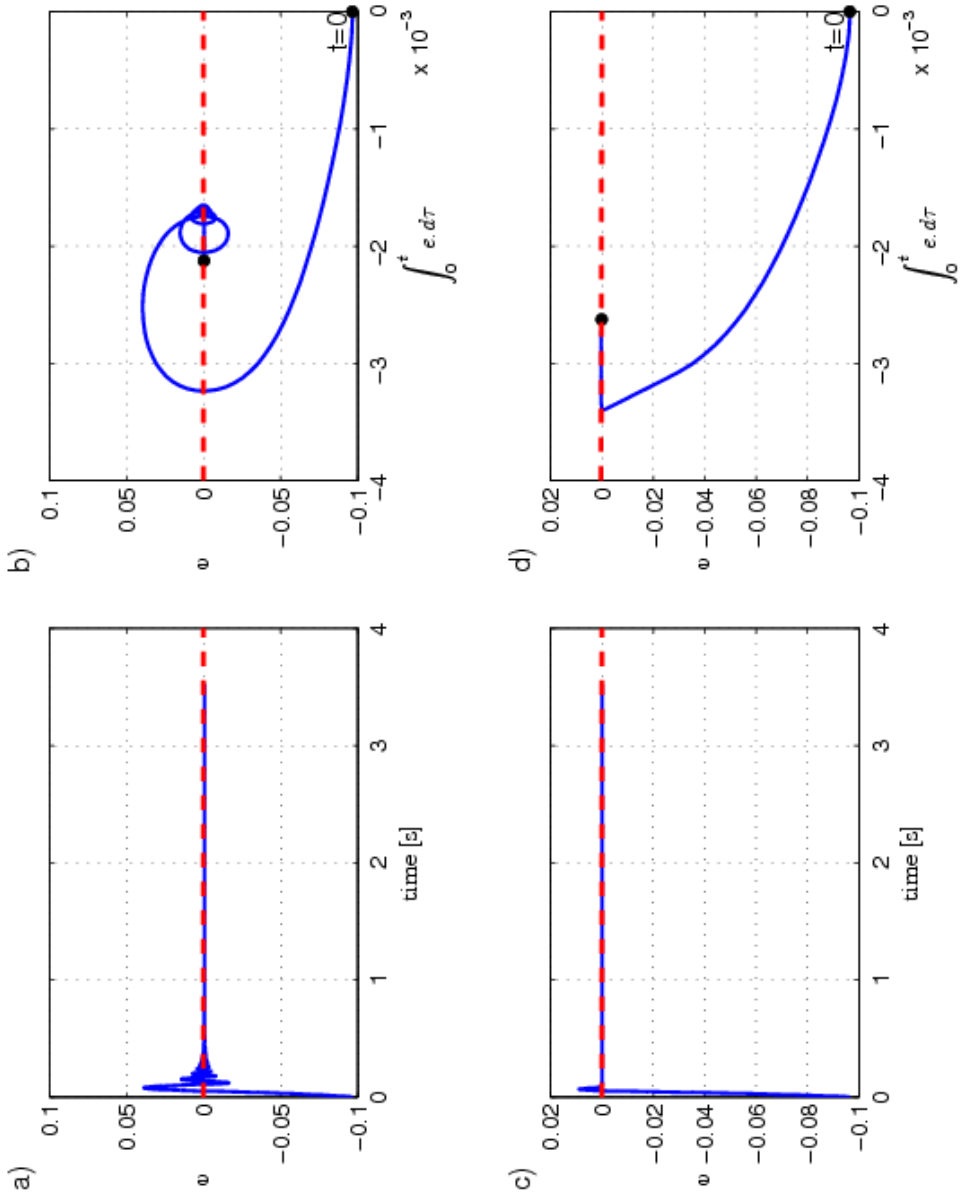 a)
0.1
0.05
0
−0.05
−0.1
e
0 1 2 3 4
time [s]
b)
0.1
0.05
0
−0.05
−0.1
e
t=0
−4 −3 −2 −1 0
x 10⁻³
∫₀ᵗ e.dτ
c)
0.02
0
−0.02
−0.04
−0.06
−0.08
−0.1
e
0 1 2 3 4
time [s]
d)
0.02
0
−0.02
−0.04
−0.06
−0.08
−0.1
e
t=0
−4 −3 −2 −1 0
x 10⁻³
∫₀ᵗ e.dτ